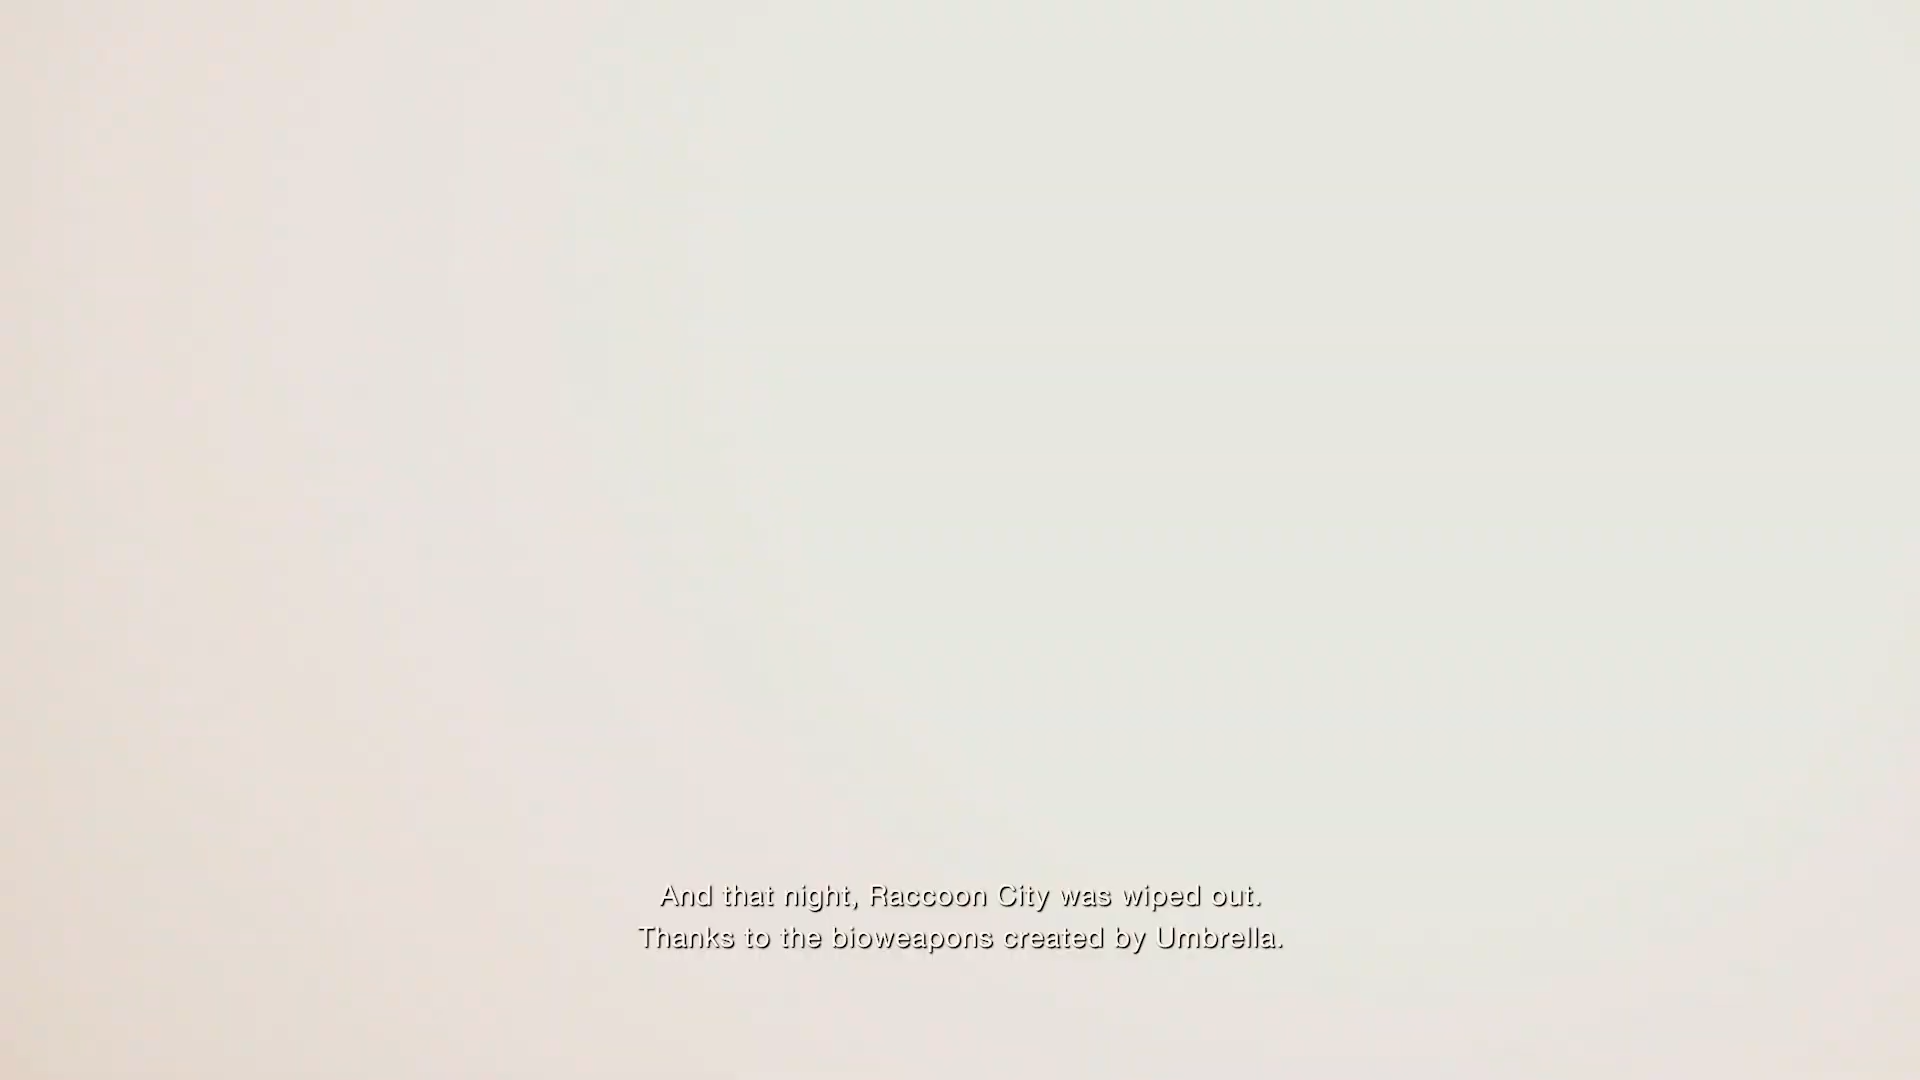 And that night, Raccoon City was wiped out.
Thanks to the bioweapons created by Umbrella.